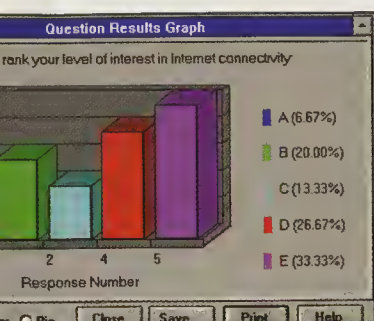 Question Results Graph
rank your level of interest in Internet connectivity
A (6.67%)
B (20.00%)
C (13.33%)
D (26.67%)
E (33.33%)
2 4 5
Response Number
Pie Close Save Print Help